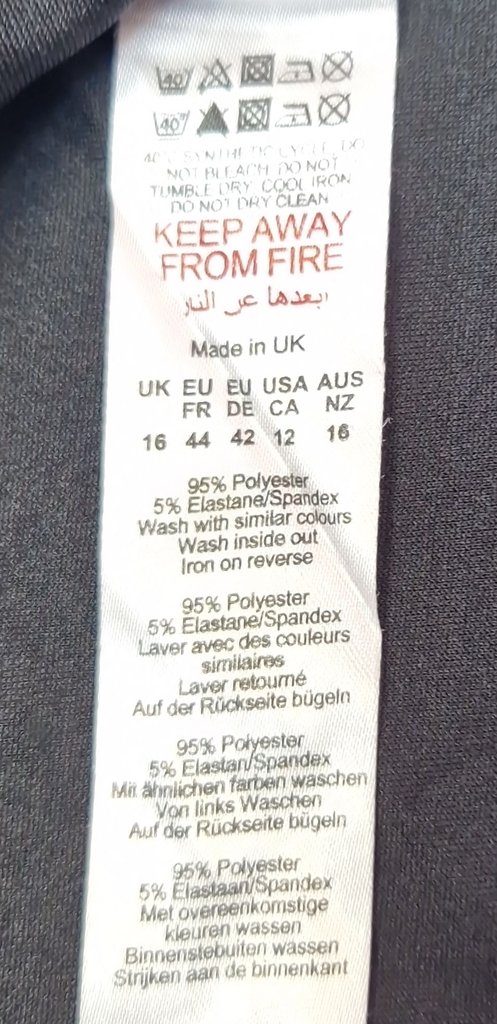 40
40°
40°C SYNTHETIC CYCLE, DO
NOT BLEACH, DO NOT
TUMBLE DRY, COOL IRON,
DO NOT DRY CLEAN
KEEP AWAY
FROM FIRE
ابعدها عن النار
Made in UK
UK EU EU USA AUS
FR DE CA NZ
16 44 42 12 16
95% Polyester
5% Elastane/Spandex
Wash with similar colours
Wash inside out
Iron on reverse
95% Polyester
5% Elastane/Spandex
Laver avec des couleurs
similaires
Laver retourné
Auf der Rückseite bügeln
95% Polyester
5% Elastan/Spandex
Mit ähnlichen farben waschen
Von links Waschen
Auf der Rückseite bügeln
95% Polyester
5% Elastaan/Spandex
Met overeenkomstige
kleuren wassen
Binnenstebuiten wassen
Strijken aan de binnenkant